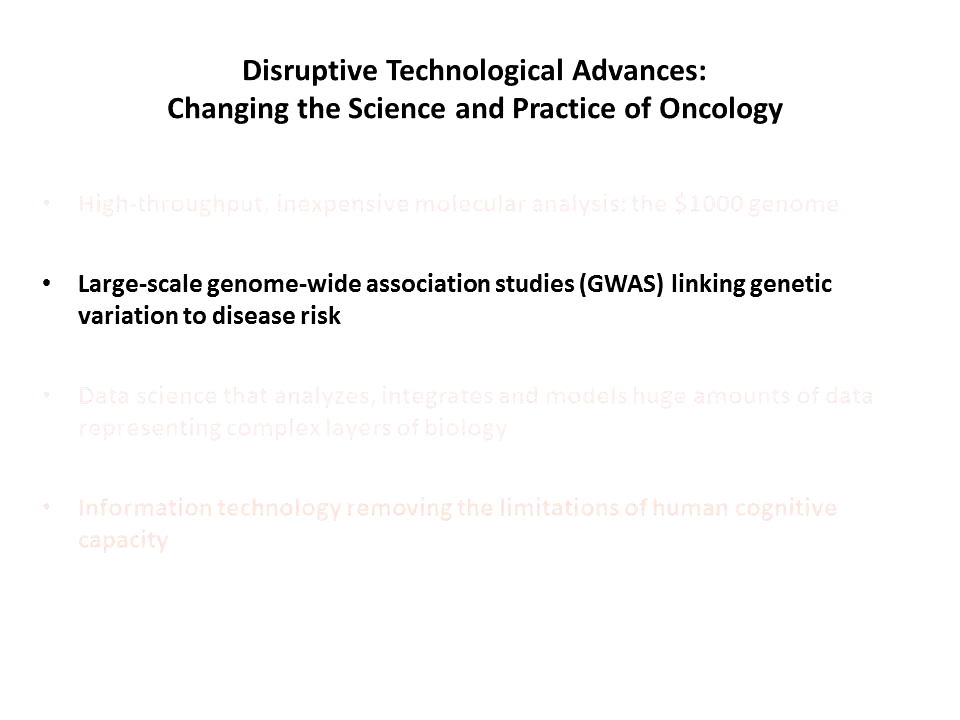 Disruptive Technological Advances:
Changing the Science and Practice of Oncology
• High-throughput, inexpensive molecular analysis: the $1000 genome
• Large-scale genome-wide association studies (GWAS) linking genetic
variation to disease risk
• Data science that analyzes, integrates and models huge amounts of data
representing complex layers of biology
• Information technology removing the limitations of human cognitive
capacity